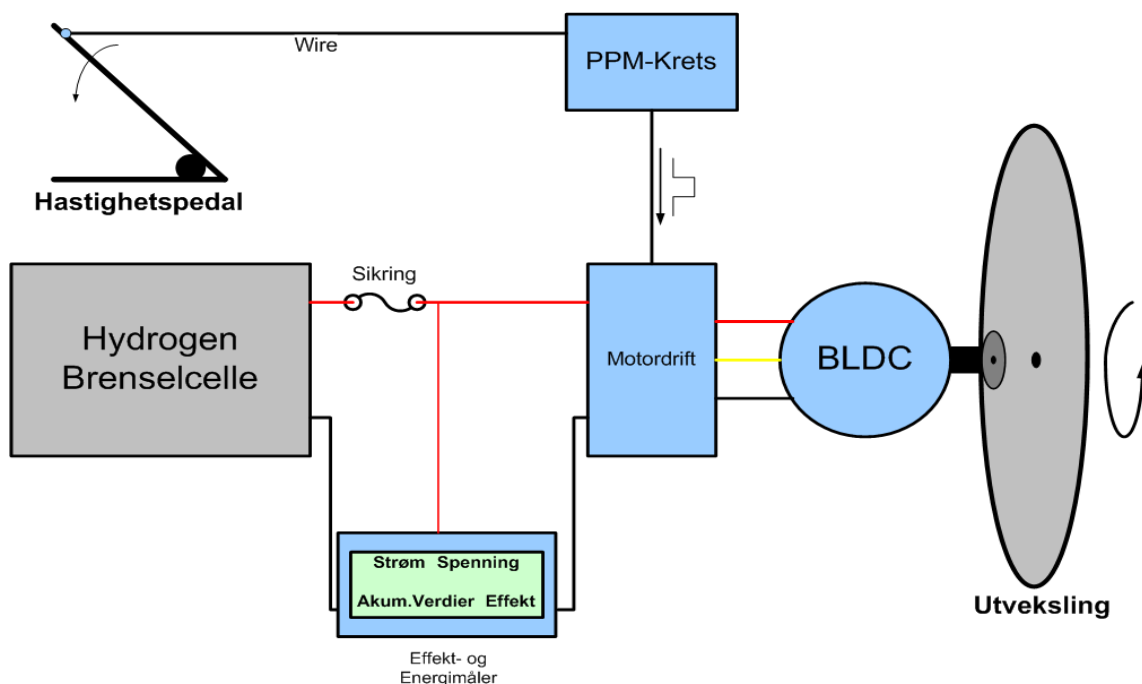 Wire
PPM-Krets
Hastighetspedal
Sikring
Hydrogen
Brenselcelle
Motordrift
BLDC
Strøm Spenning
Akum.Verdier Effekt
Utveksling
Effekt- og
Energimåler